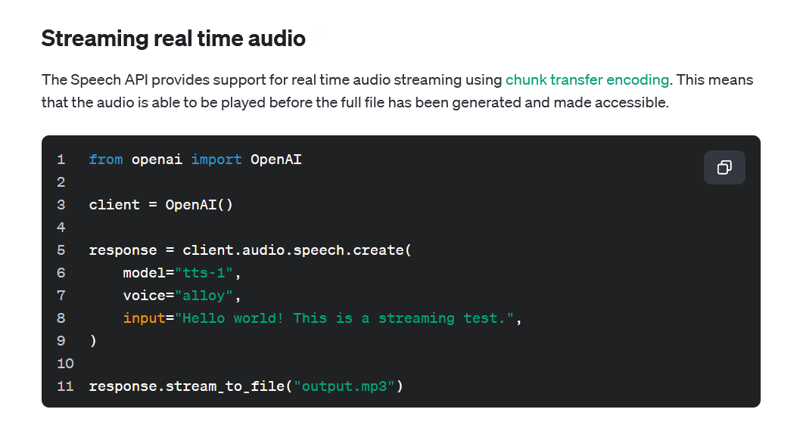 Streaming real time audio
The Speech API provides support for real time audio streaming using chunk transfer encoding. This means
that the audio is able to be played before the full file has been generated and made accessible.
1 from openai import OpenAI
2
3 client = OpenAI()
4
5 response = client.audio.speech.create(
6     model="tts-1",
7     voice="alloy",
8     input="Hello world! This is a streaming test.",
9 )
10
11 response.stream_to_file("output.mp3")